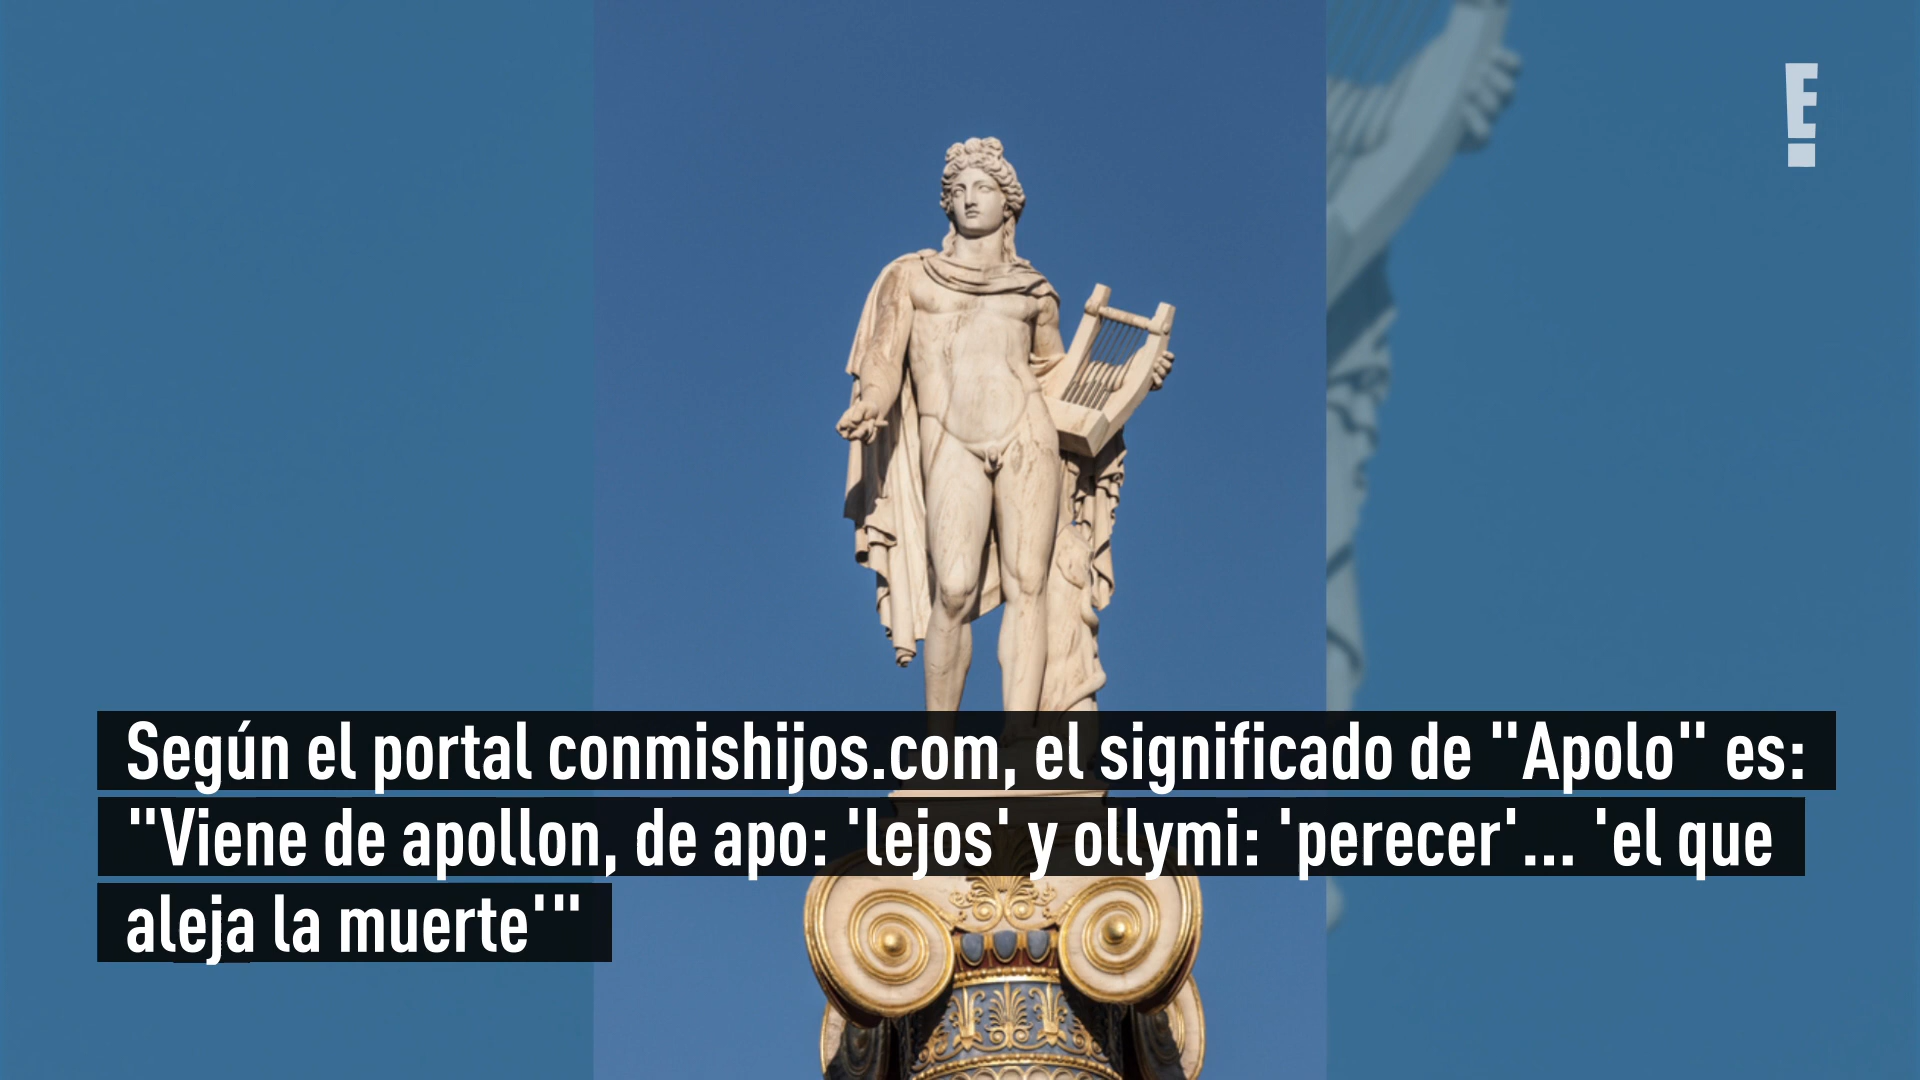 E!
Según el portal conmishijos.com, el significado de "Apolo" es:
"Viene de apollon, de apo: 'lejos' y ollymi: 'perecer'... 'el que
aleja la muerte'"